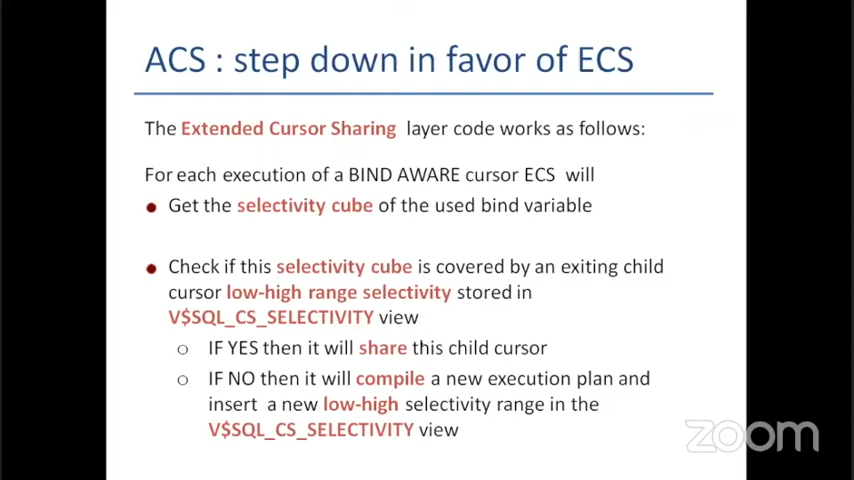 ACS : step down in favor of ECS
The Extended Cursor Sharing layer code works as follows:
For each execution of a BIND AWARE cursor ECS will
Get the selectivity cube of the used bind variable
Check if this selectivity cube is covered by an exiting child
cursor low-high range selectivity stored in
V$SQL_CS_SELECTIVITY view
IF YES then it will share this child cursor
IF NO then it will compile a new execution plan and
insert a new low-high selectivity range in the
V$SQL_CS_SELECTIVITY view
zoom